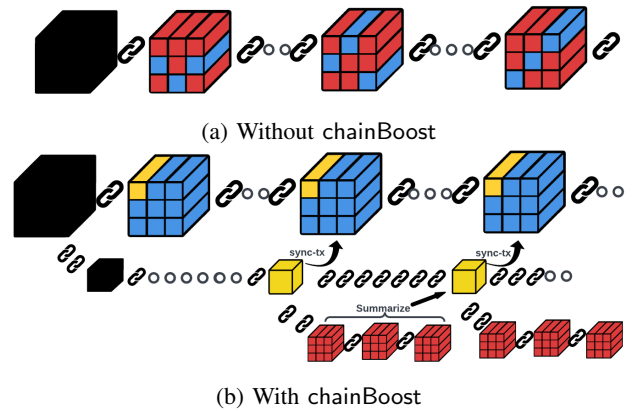 (a) Without chainBoost
sync-tx
sync-tx
Summarize
(b) With chainBoost